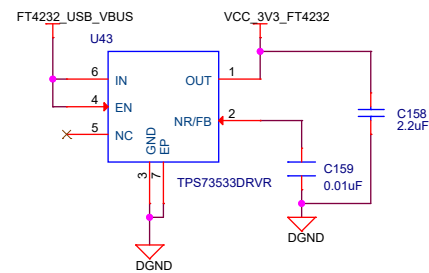 FT4232_USB_VBUS
VCC_3V3_FT4232
U43
6 IN
OUT 1
4 EN
NR/FB 2
5 NC
GND
EP
3
7
TPS73533DRVR
C158
2.2uF
C159
0.01uF
DGND
DGND